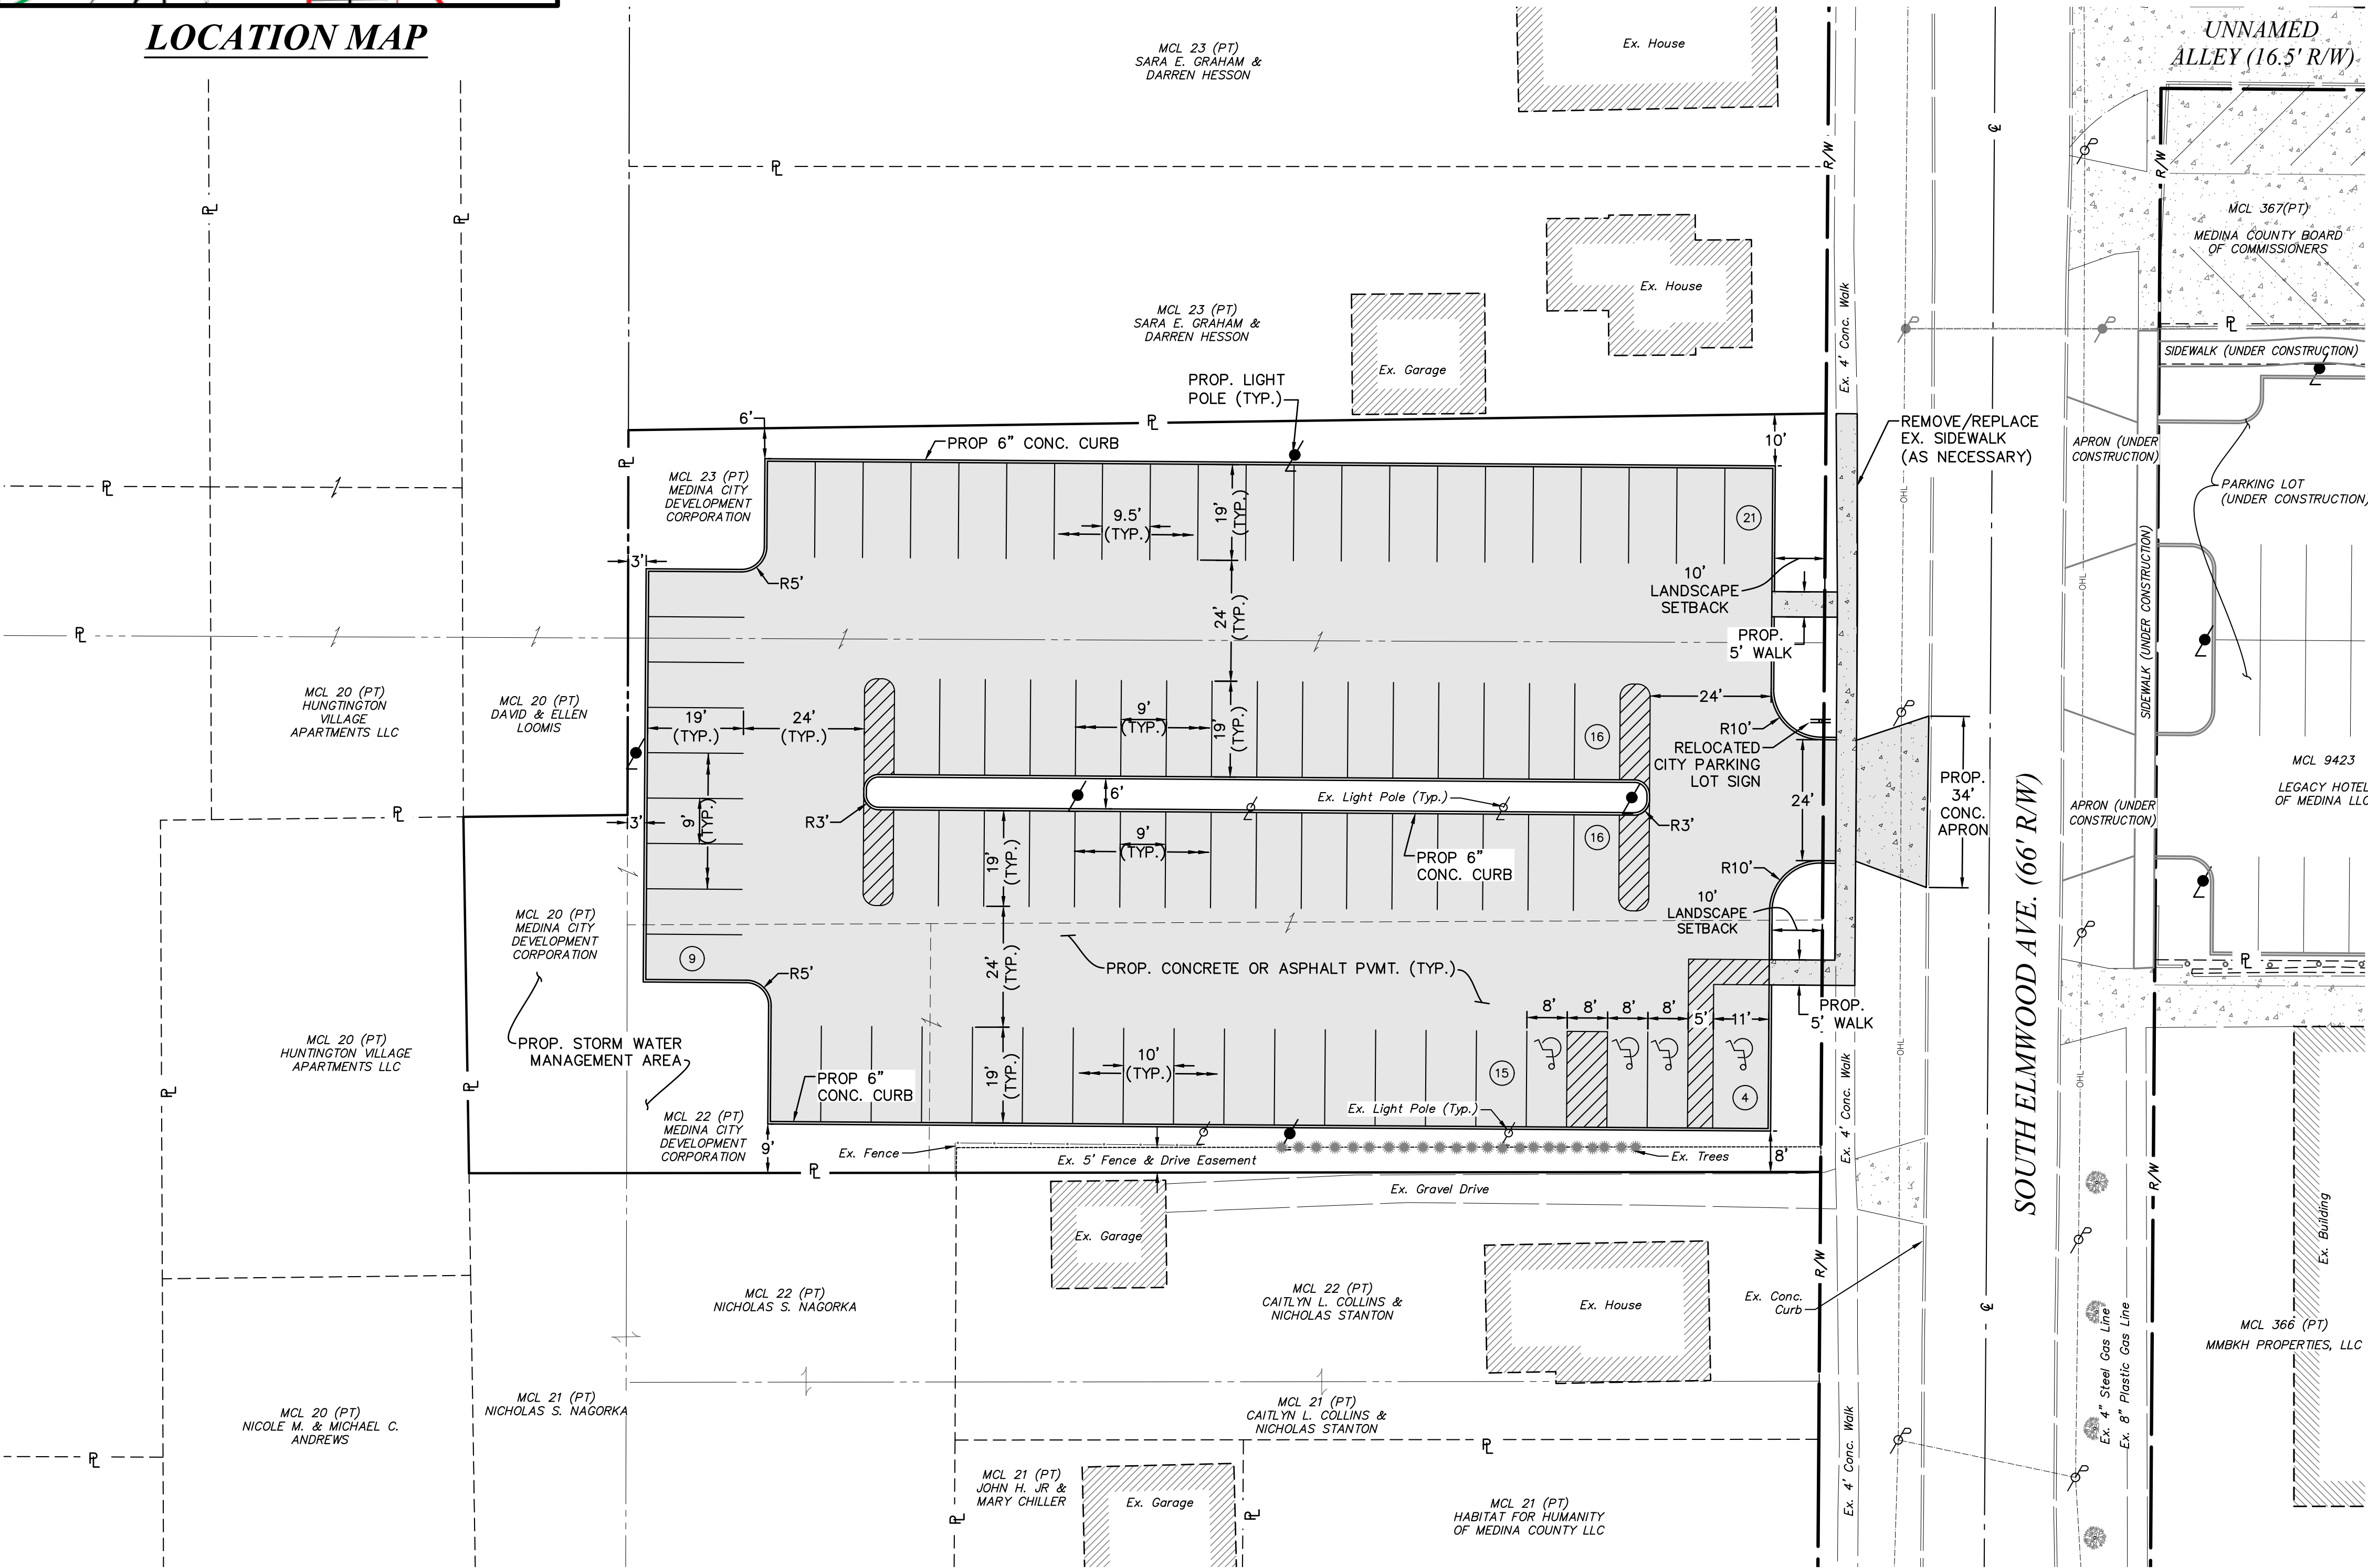 LOCATION MAP
UNNAMED
ALLEY (16.5' R/W)
MCL 23 (PT)
SARA E. GRAHAM &
DARREN HESSON
Ex. House
R/W
R/W
MCL 367(PT)
MEDINA COUNTY BOARD
OF COMMISSIONERS
Ex. House
Ex. 4' Conc. Walk
MCL 23 (PT)
SARA E. GRAHAM &
DARREN HESSON
Ex. Garage
SIDEWALK (UNDER CONSTRUCTION)
PROP. LIGHT
POLE (TYP.)
6'
PROP 6" CONC. CURB
10'
REMOVE/REPLACE
EX. SIDEWALK
(AS NECESSARY)
APRON (UNDER
CONSTRUCTION)
PARKING LOT
(UNDER CONSTRUCTION)
OHL
MCL 23 (PT)
MEDINA CITY
DEVELOPMENT
CORPORATION
9.5'
(TYP.)
19'
(TYP.)
21
3'
R5'
10'
LANDSCAPE
SETBACK
24'
(TYP.)
PROP.
5' WALK
OHL
SIDEWALK (UNDER CONSTRUCTION)
MCL 20 (PT)
HUNGTINGTON
VILLAGE
APARTMENTS LLC
MCL 20 (PT)
DAVID & ELLEN
LOOMIS
19'
(TYP.)
24'
(TYP.)
9'
(TYP.)
19'
(TYP.)
16
24'
R10'
RELOCATED
CITY PARKING
LOT SIGN
MCL 9423
LEGACY HOTEL
OF MEDINA LLC
PROP.
34'
CONC.
APRON
24'
6'
Ex. Light Pole (Typ.)
R3'
R3'
3'
9'
(TYP.)
9'
(TYP.)
16
APRON (UNDER
CONSTRUCTION)
PROP 6"
CONC. CURB
19'
(TYP.)
R10'
10'
LANDSCAPE
SETBACK
SOUTH ELMWOOD AVE. (66' R/W)
MCL 20 (PT)
MEDINA CITY
DEVELOPMENT
CORPORATION
9
R5'
24'
(TYP.)
PROP. CONCRETE OR ASPHALT PVMT. (TYP.)
8'
8'
8'
8'
5'
11'
PROP.
5' WALK
OHL
OHL
MCL 20 (PT)
HUNTINGTON VILLAGE
APARTMENTS LLC
PROP. STORM WATER
MANAGEMENT AREA
PROP 6"
CONC. CURB
19'
(TYP.)
10'
(TYP.)
15
4
MCL 22 (PT)
MEDINA CITY
DEVELOPMENT
CORPORATION
Ex. Light Pole (Typ.)
Ex. 4' Conc. Walk
9'
Ex. Fence
Ex. 5' Fence & Drive Easement
Ex. Trees
8'
Ex. Gravel Drive
R/W
Ex. Garage
Ex. Building
R/W
MCL 22 (PT)
NICHOLAS S. NAGORKA
MCL 22 (PT)
CAITLYN L. COLLINS &
NICHOLAS STANTON
Ex. House
Ex. Conc.
Curb
Ex. 4" Steel Gas Line
Ex. 8" Plastic Gas Line
MCL 366 (PT)
MMBKH PROPERTIES, LLC
MCL 20 (PT)
NICOLE M. & MICHAEL C.
ANDREWS
MCL 21 (PT)
NICHOLAS S. NAGORKA
MCL 21 (PT)
CAITLYN L. COLLINS &
NICHOLAS STANTON
Ex. 4' Conc. Walk
MCL 21 (PT)
JOHN H. JR &
MARY CHILLER
Ex. Garage
MCL 21 (PT)
HABITAT FOR HUMANITY
OF MEDINA COUNTY LLC